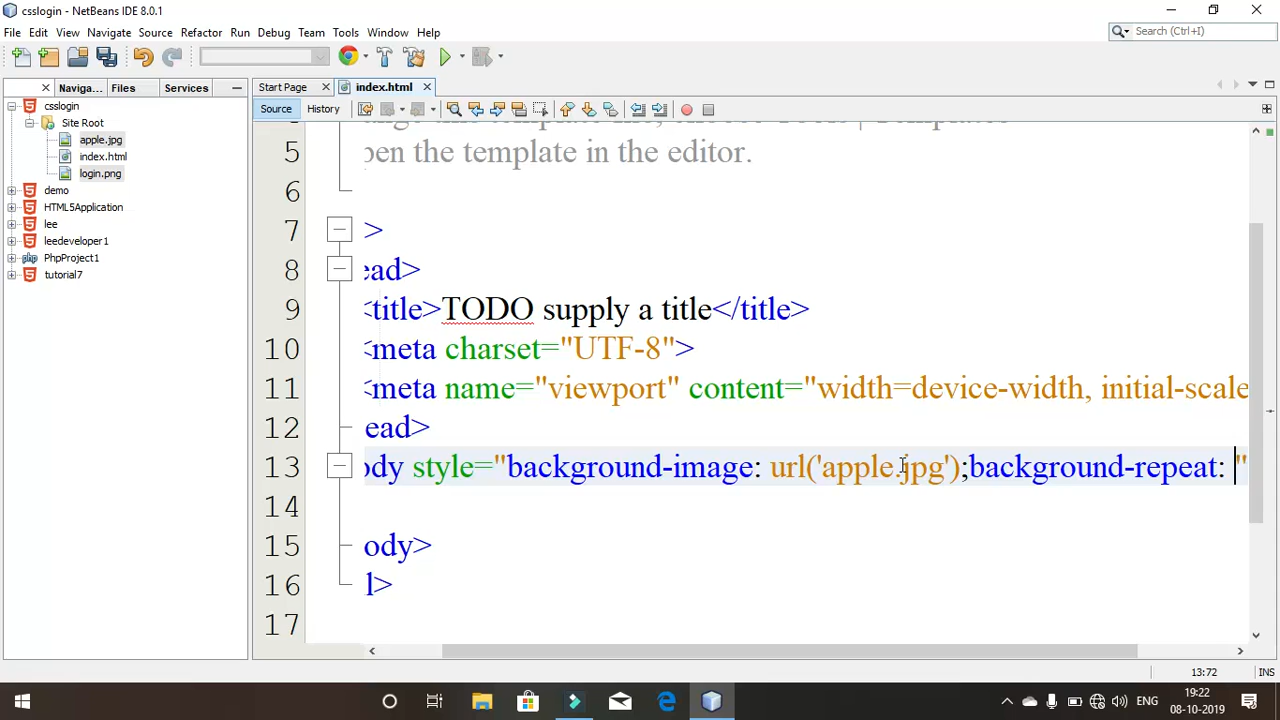 csslogin - NetBeans IDE 8.0.1
File Edit View Navigate Source Refactor Run Debug Team Tools Window Help
Search (Ctrl+I)
Naviga... Files Services
Start Page index.html
Source History
csslogin
Site Root
apple.jpg
index.html
login.png
demo
HTML5Application
lee
leedeveloper1
PhpProject1
tutorial7
5 pen the template in the editor.
6
7 >
8 ead>
9 <title>TODO supply a title</title>
10 <meta charset="UTF-8">
11 <meta name="viewport" content="width=device-width, initial-scale
12 ead>
13 ody style="background-image: url('apple.jpg');background-repeat: "
14
15 ody>
16 l>
17
13:72 INS
ENG
19:22
08-10-2019